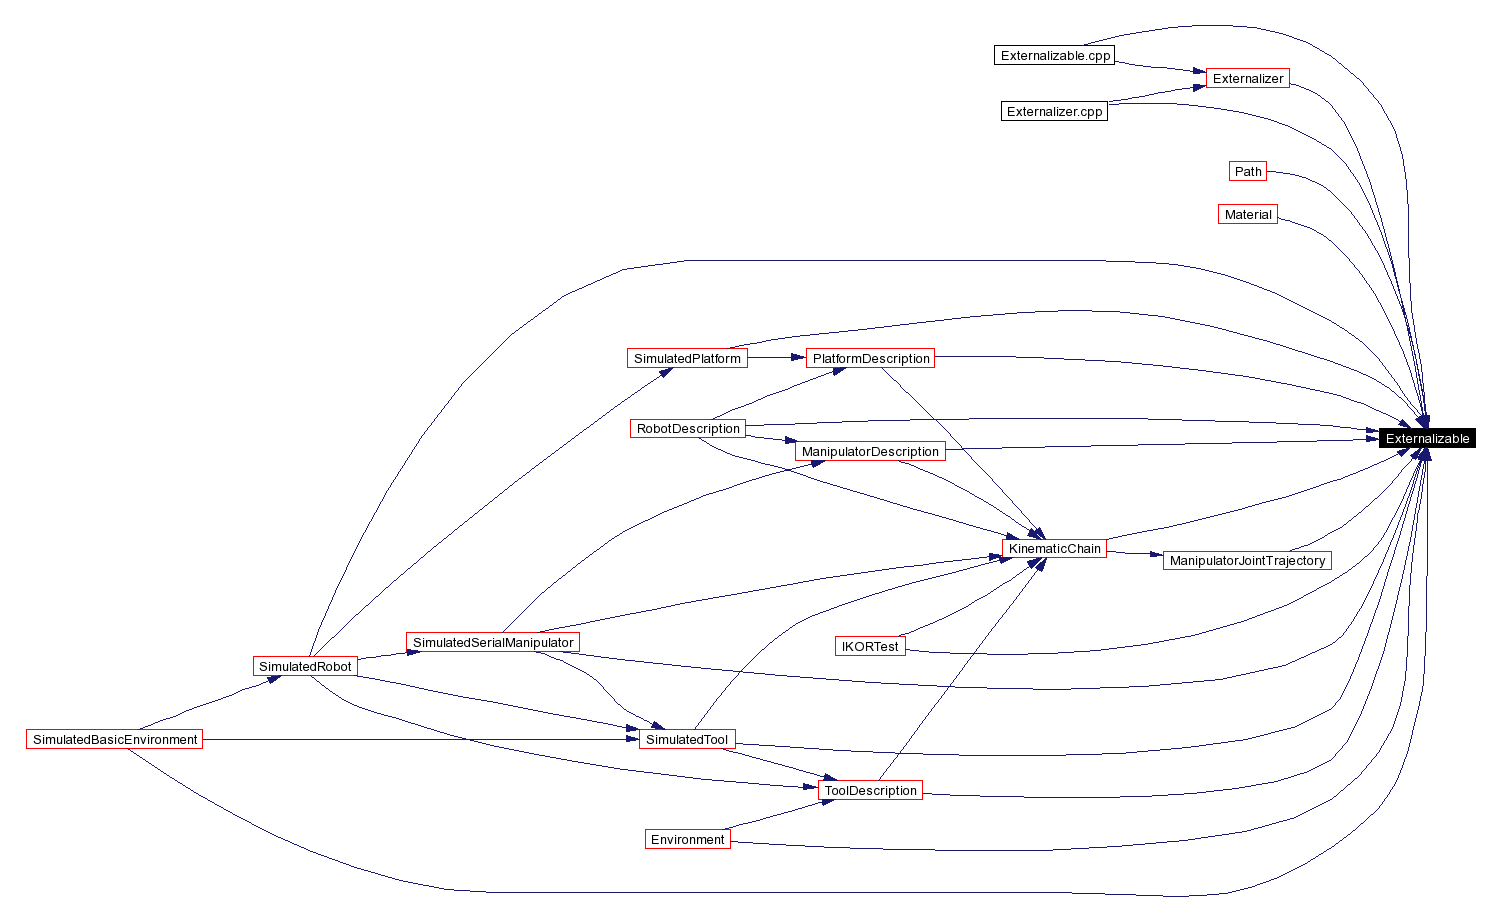 Externalizable.cpp
Externalizer
Externalizer.cpp
Path
Material
SimulatedPlatform
PlatformDescription
RobotDescription
Externalizable
ManipulatorDescription
KinematicChain
ManipulatorJointTrajectory
SimulatedSerialManipulator
IKORTest
SimulatedRobot
SimulatedBasicEnvironment
SimulatedTool
ToolDescription
Environment